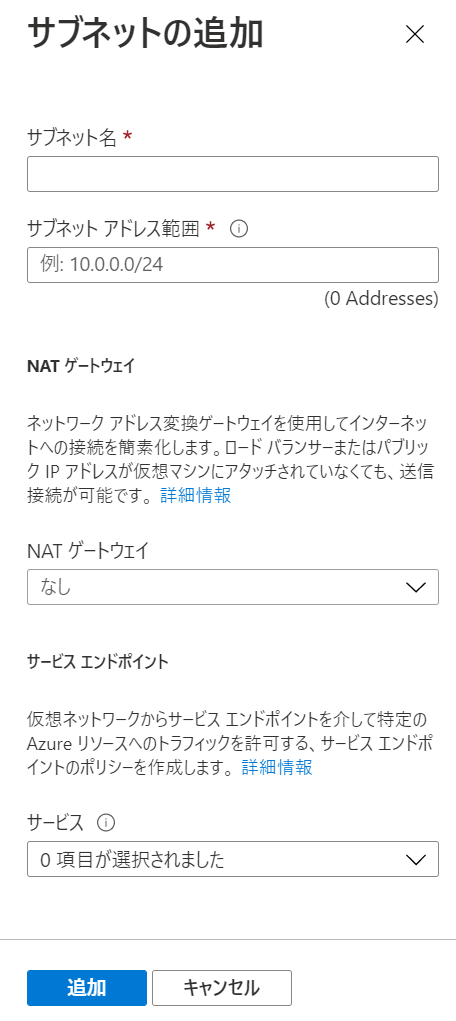 サブネットの追加
サブネット名 *
サブネット アドレス範囲 *
例: 10.0.0.0/24
(0 Addresses)
NAT ゲートウェイ
ネットワーク アドレス変換ゲートウェイを使用してインターネッ
トへの接続を簡素化します。ロード バランサーまたはパブリッ
ク IP アドレスが仮想マシンにアタッチされていなくても、送信
接続が可能です。 詳細情報
NAT ゲートウェイ
なし
サービス エンドポイント
仮想ネットワークからサービス エンドポイントを介して特定の
Azure リソースへのトラフィックを許可する、サービス エンドポ
イントのポリシーを作成します。 詳細情報
サービス
0 項目が選択されました
追加
キャンセル